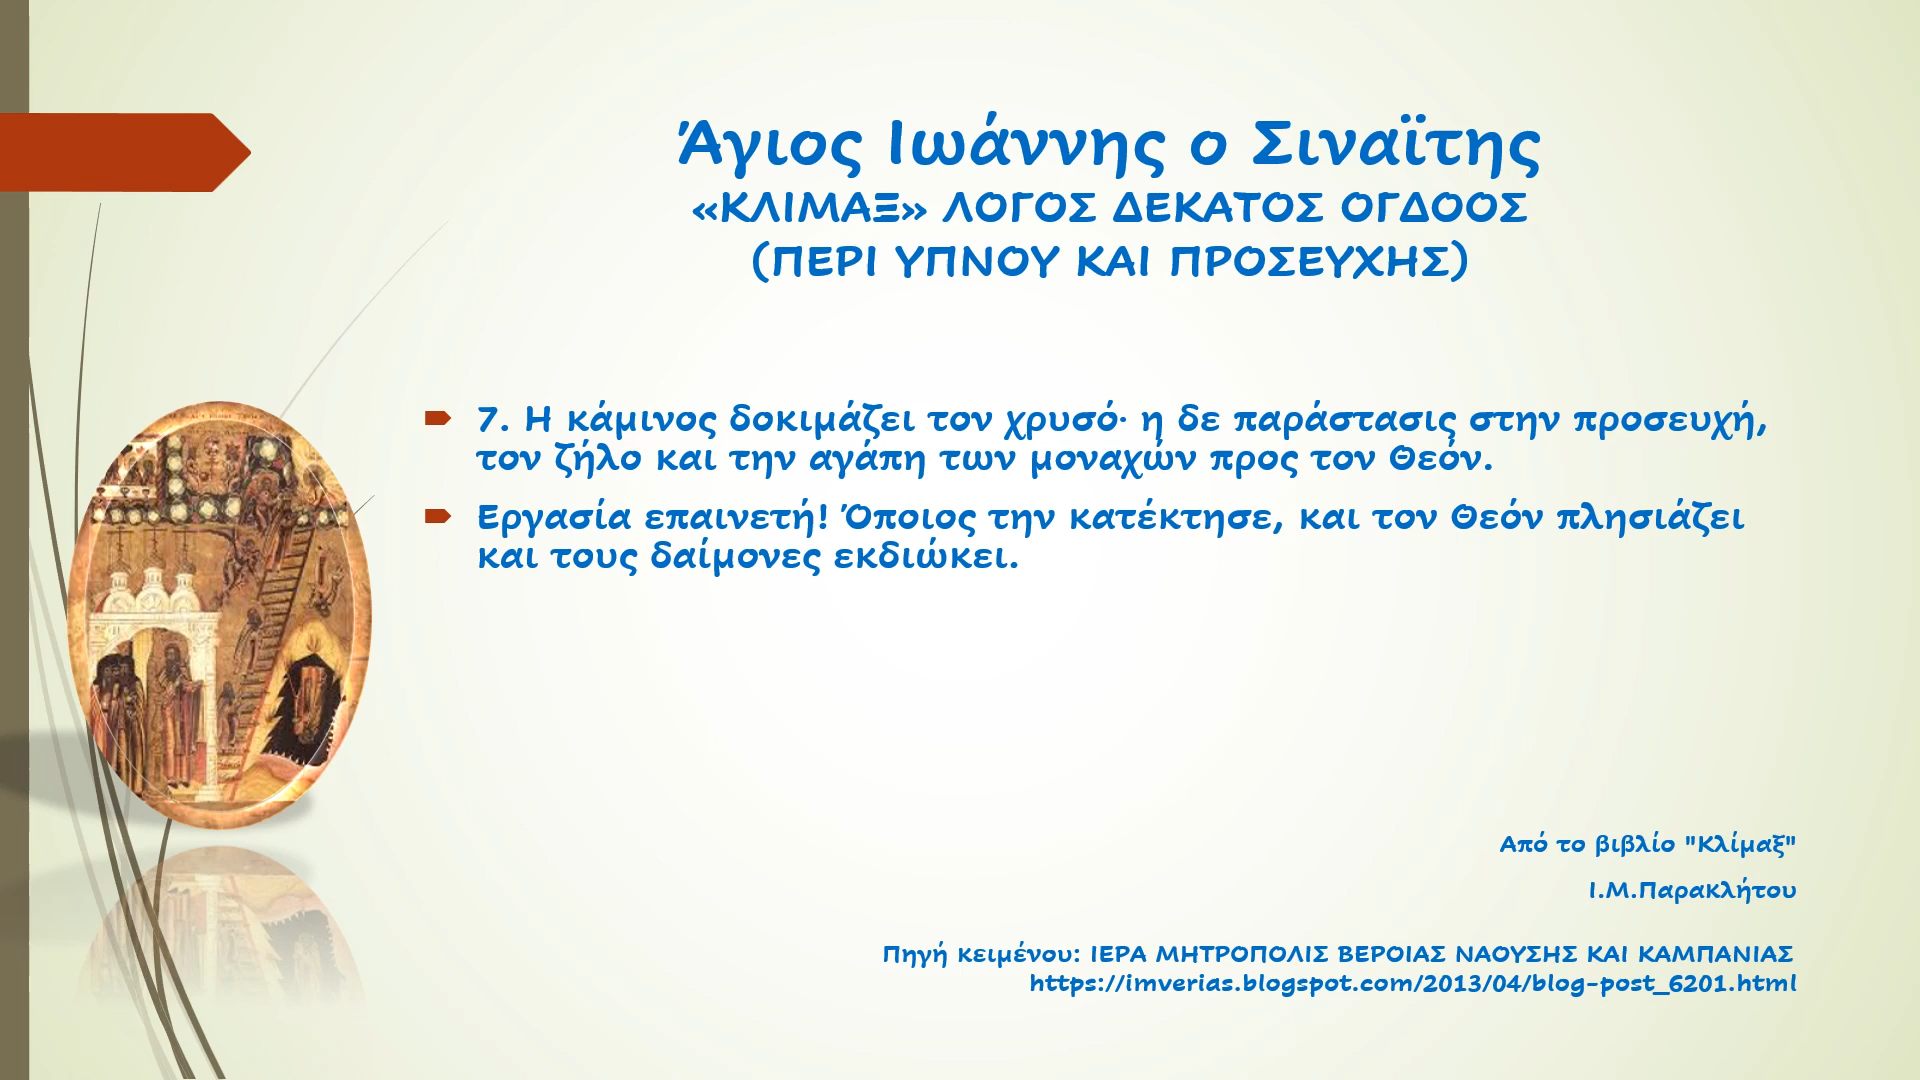 Άγιος Ιωάννης ο Σιναϊτης
«ΚΛΙΜΑΞ» ΛΟΓΟΣ ΔΕΚΑΤΟΣ ΟΓΔΟΟΣ
(ΠΕΡΙ ΥΠΝΟΥ ΚΑΙ ΠΡΟΣΕΥΧΗΣ)
7. Η κάμινος δοκιμάζει τον χρυσό· η δε παράστασις στην προσευχή,
τον ζήλο και την αγάπη των μοναχών προς τον Θεόν.
Εργασία επαινετή! Όποιος την κατέκτησε, και τον Θεόν πλησιάζει
και τους δαίμονες εκδιώκει.
Από το βιβλίο "Κλίμαξ"
Ι.Μ.Παρακλήτου
Πηγή κειμένου: ΙΕΡΑ ΜΗΤΡΟΠΟΛΙΣ ΒΕΡΟΙΑΣ ΝΑΟΥΣΗΣ ΚΑΙ ΚΑΜΠΑΝΙΑΣ
https://imverias.blogspot.com/2013/04/blog-post_6201.html